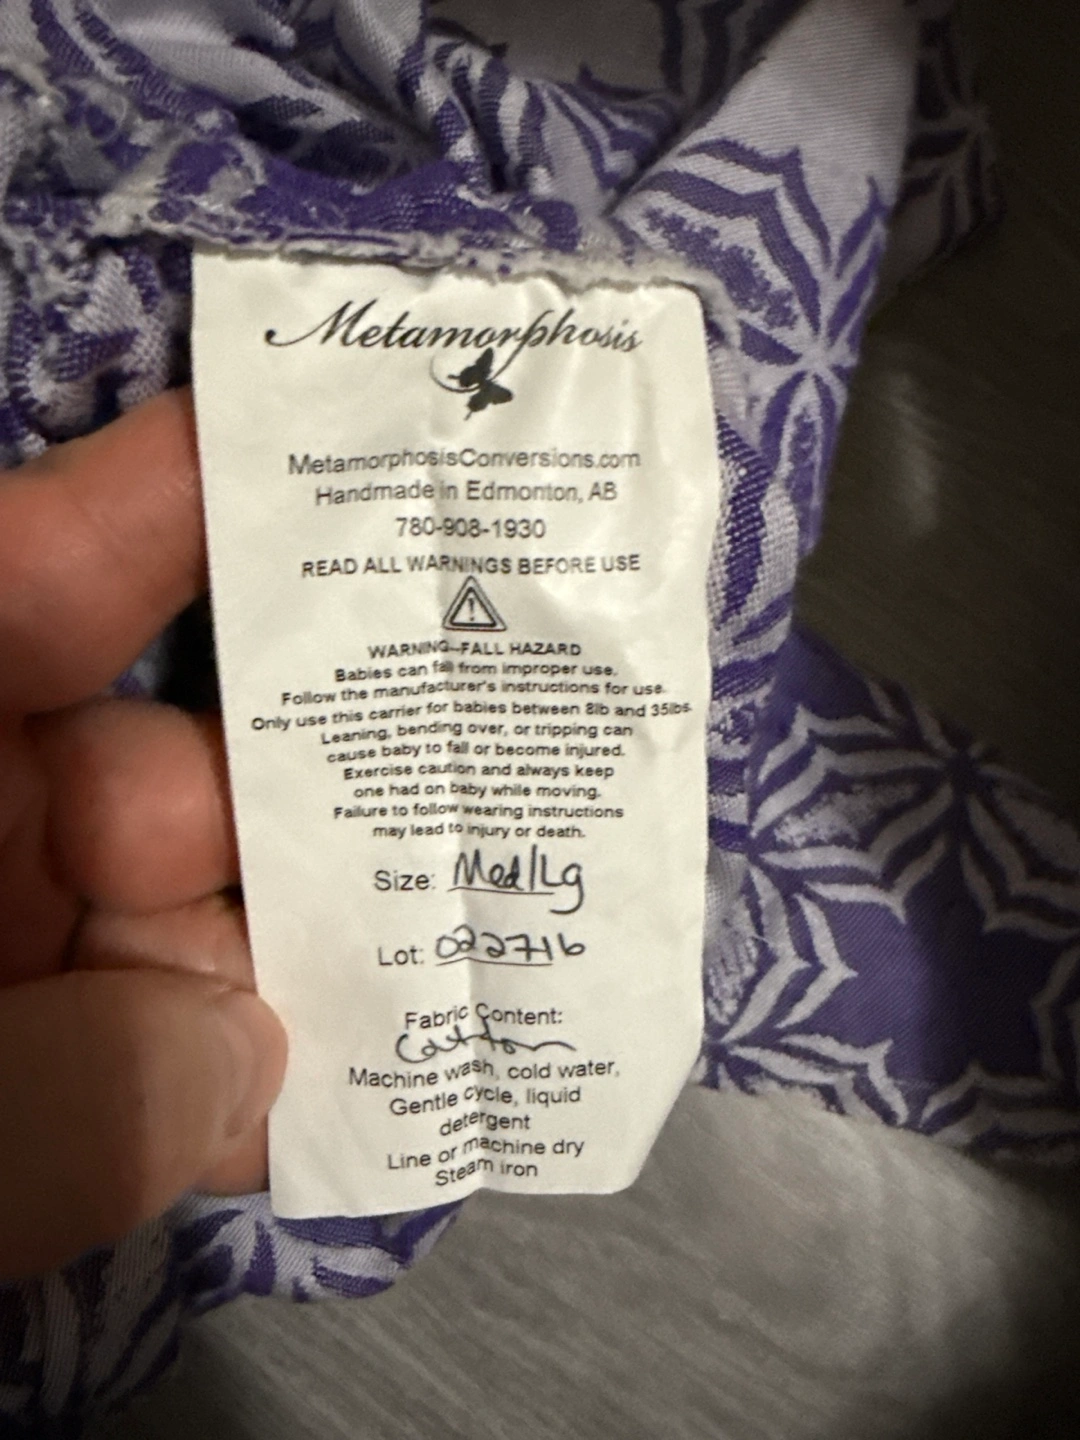 Metamorphosis
MetamorphosisConversions.com
Handmade in Edmonton, AB
780-908-1930
READ ALL WARNINGS BEFORE USE
WARNING--FALL HAZARD
Babies can fall from improper use.
Follow the manufacturer's instructions for use.
Only use this carrier for babies between 8lb and 35lbs.
Leaning, bending over, or tripping can
cause baby to fall or become injured.
Exercise caution and always keep
one had on baby while moving.
Failure to follow wearing instructions
may lead to injury or death.
Size: Med/Lg
Lot: 022716
Fabric Content:
Cotton
Machine wash, cold water,
Gentle cycle, liquid
detergent
Line or machine dry
Steam iron